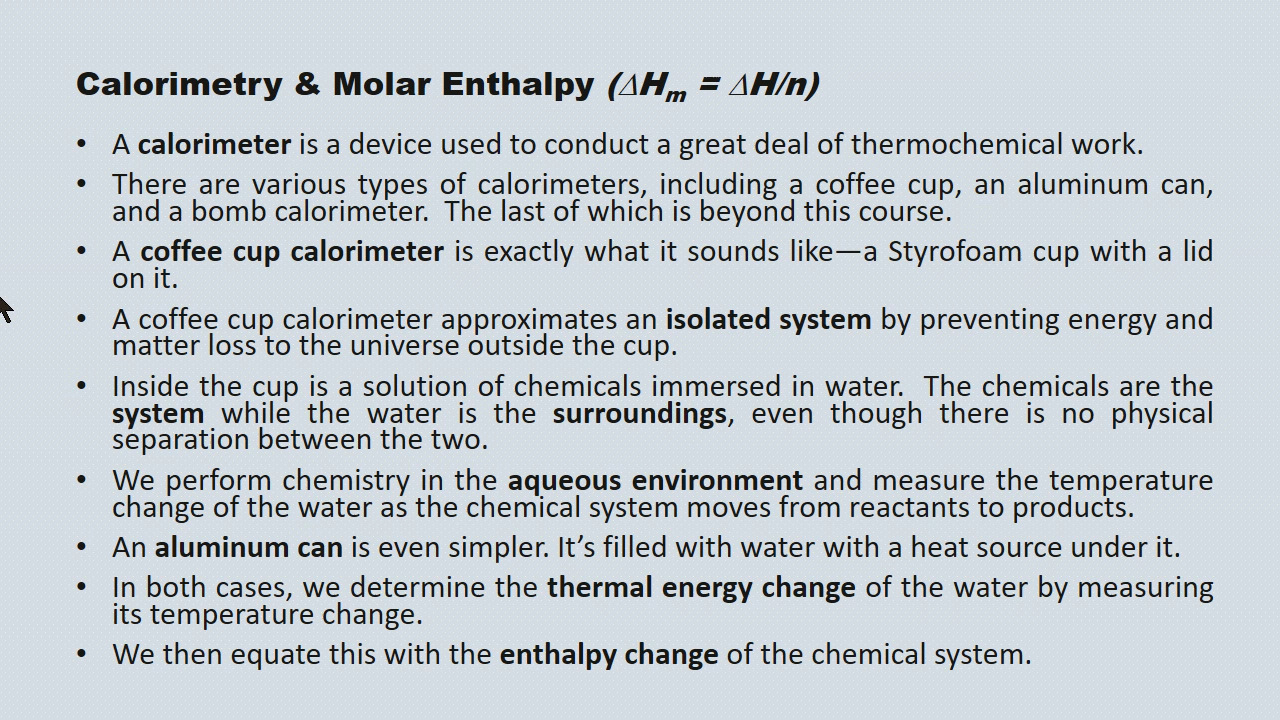 Calorimetry & Molar Enthalpy (ΔHm = ΔH/n)
• A calorimeter is a device used to conduct a great deal of thermochemical work.
• There are various types of calorimeters, including a coffee cup, an aluminum can,
and a bomb calorimeter.  The last of which is beyond this course.
• A coffee cup calorimeter is exactly what it sounds like—a Styrofoam cup with a lid
on it.
• A coffee cup calorimeter approximates an isolated system by preventing energy and
matter loss to the universe outside the cup.
• Inside the cup is a solution of chemicals immersed in water.  The chemicals are the
system while the water is the surroundings, even though there is no physical
separation between the two.
• We perform chemistry in the aqueous environment and measure the temperature
change of the water as the chemical system moves from reactants to products.
• An aluminum can is even simpler. It’s filled with water with a heat source under it.
• In both cases, we determine the thermal energy change of the water by measuring
its temperature change.
• We then equate this with the enthalpy change of the chemical system.